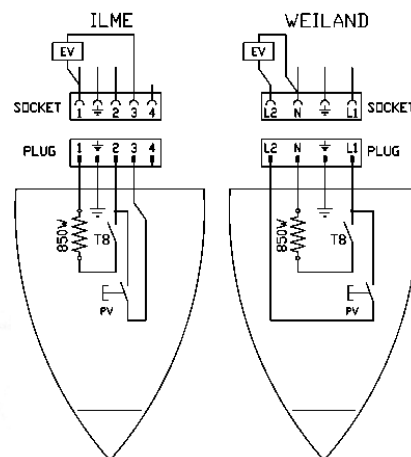 ILME WEILAND
EV EV
SOCKET 1 2 3 4 L2 N L1 SOCKET
PLUG 1 2 3 4 L2 N L1 PLUG
850W T8 850W T8
PV PV